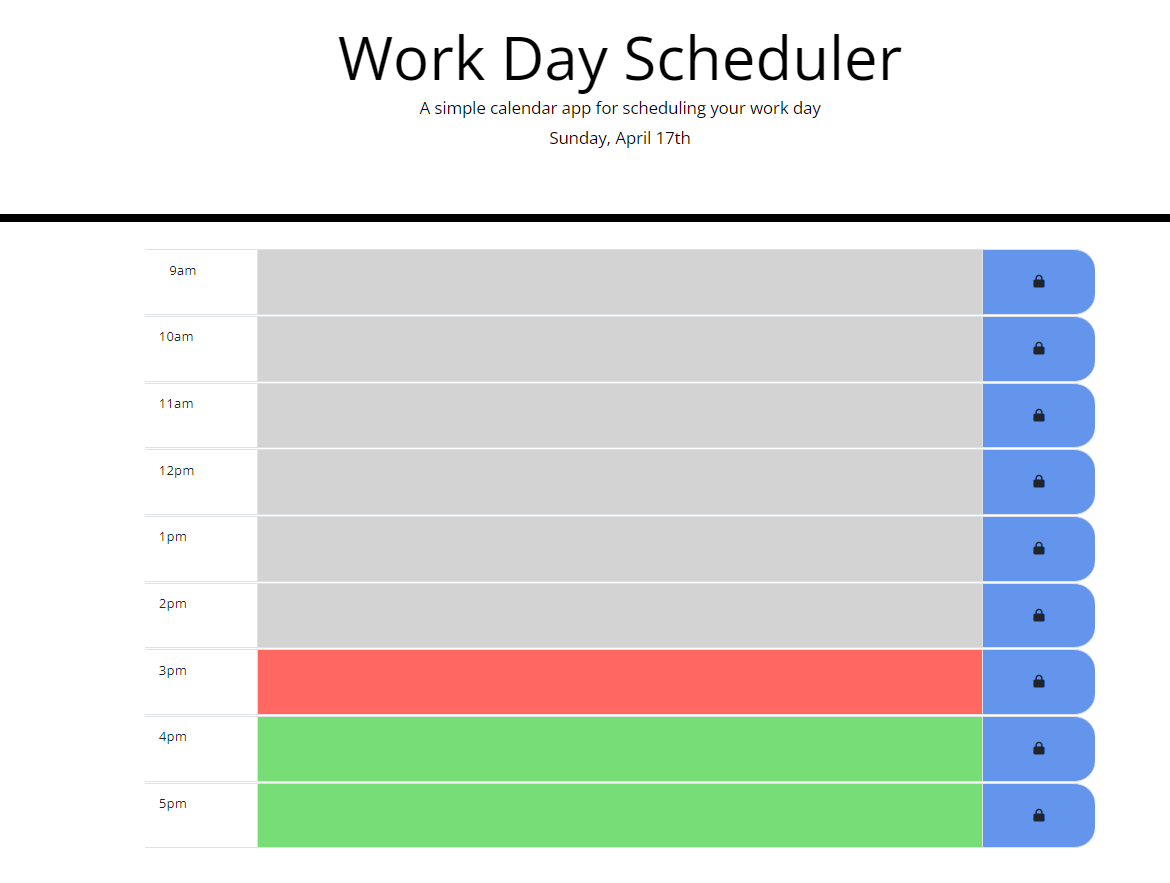 Work Day Scheduler
A simple calendar app for scheduling your work day
Sunday, April 17th
9am
10am
11am
12pm
1pm
2pm
3pm
4pm
5pm